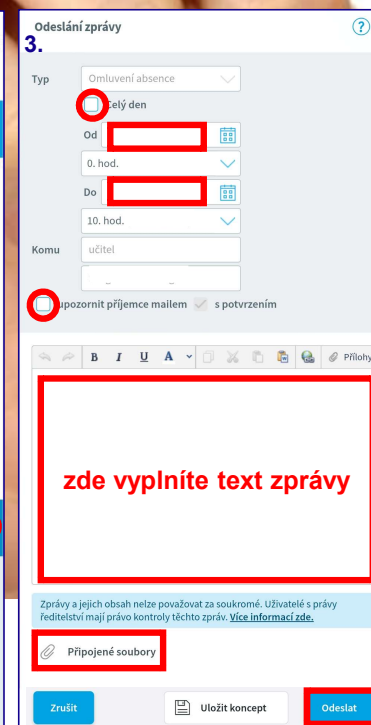 Odeslání zprávy
?
3.
Typ
Omluvení absence
Celý den
Od
0. hod.
Do
10. hod.
Komu
učitel
upozornit příjemce mailem
s potvrzením
B I U A
Přílohy
zde vyplníte text zprávy
Zprávy a jejich obsah nelze považovat za soukromé. Uživatelé s právy
ředitelství mají právo kontroly těchto zpráv. Více informací zde.
Připojené soubory
Zrušit
Uložit koncept
Odeslat